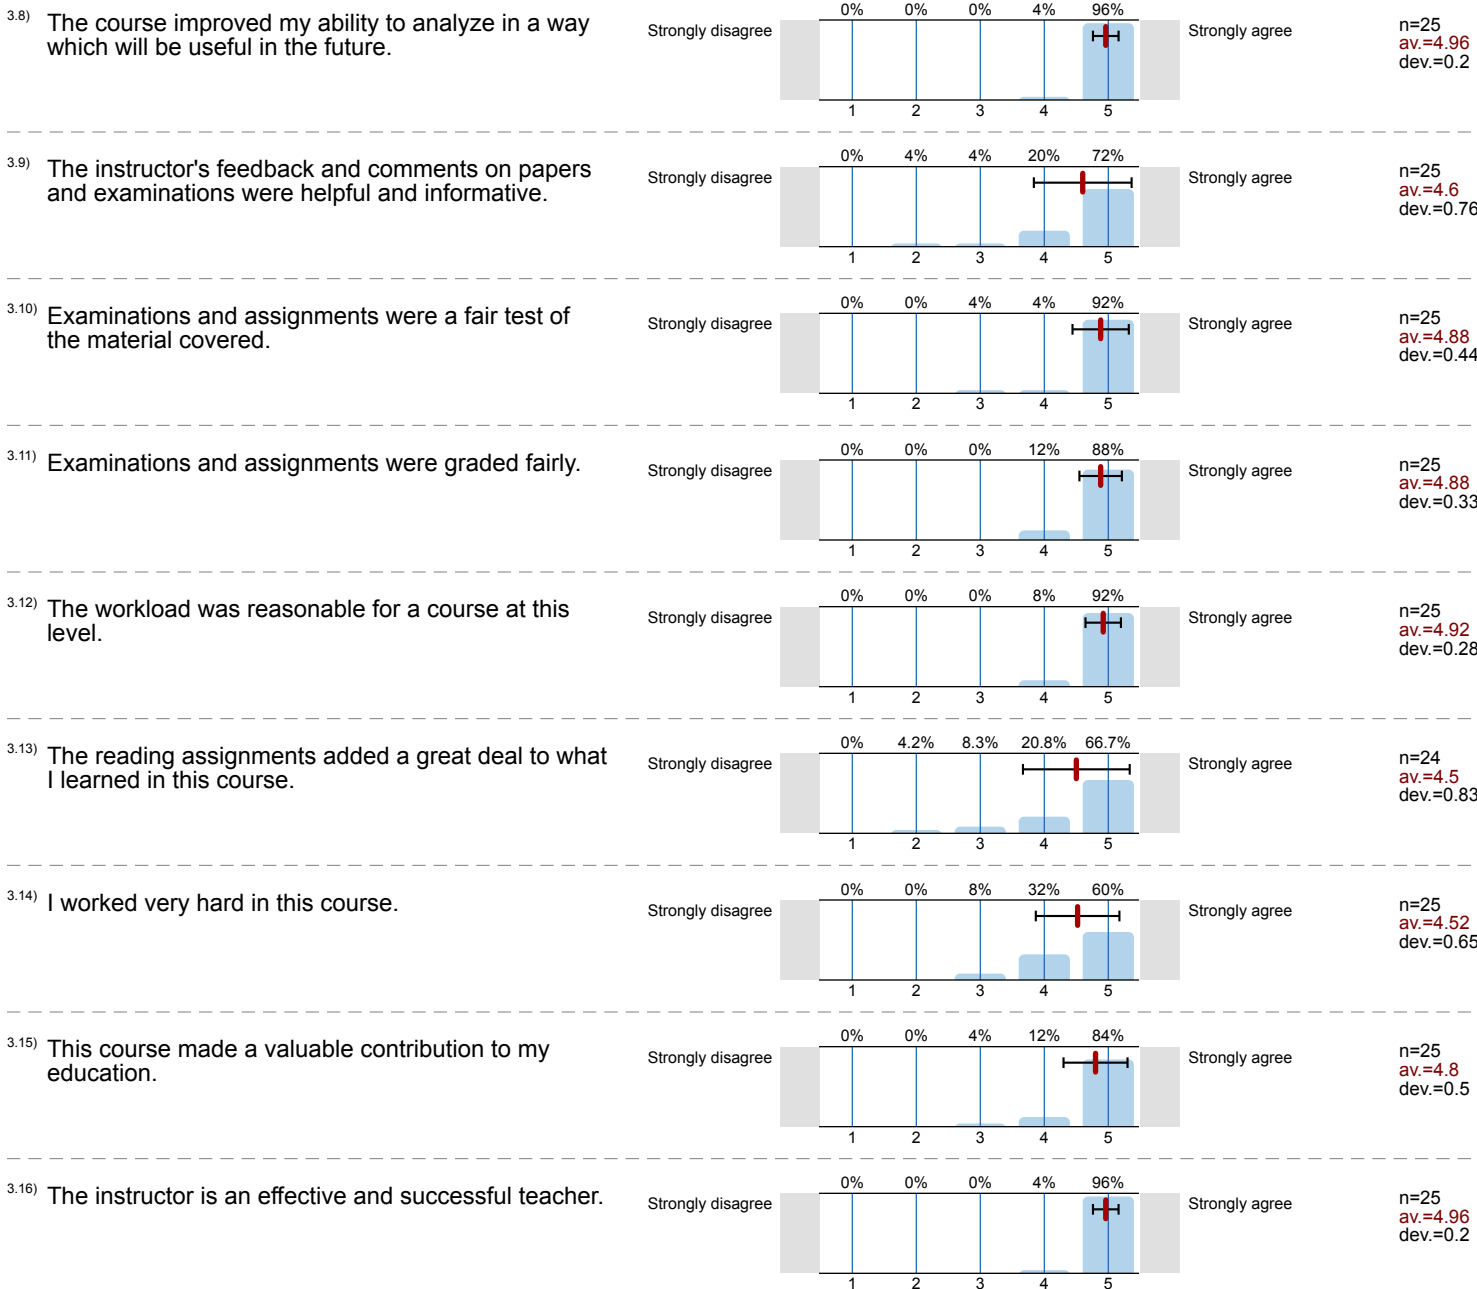 3.8) The course improved my ability to analyze in a way
which will be useful in the future.
Strongly disagree
0% 0% 0% 4% 96%
1 2 3 4 5
Strongly agree
n=25
av.=4.96
dev.=0.2
3.9) The instructor's feedback and comments on papers
and examinations were helpful and informative.
Strongly disagree
0% 4% 4% 20% 72%
1 2 3 4 5
Strongly agree
n=25
av.=4.6
dev.=0.76
3.10) Examinations and assignments were a fair test of
the material covered.
Strongly disagree
0% 0% 4% 4% 92%
1 2 3 4 5
Strongly agree
n=25
av.=4.88
dev.=0.44
3.11) Examinations and assignments were graded fairly.
Strongly disagree
0% 0% 0% 12% 88%
1 2 3 4 5
Strongly agree
n=25
av.=4.88
dev.=0.33
3.12) The workload was reasonable for a course at this
level.
Strongly disagree
0% 0% 0% 8% 92%
1 2 3 4 5
Strongly agree
n=25
av.=4.92
dev.=0.28
3.13) The reading assignments added a great deal to what
I learned in this course.
Strongly disagree
0% 4.2% 8.3% 20.8% 66.7%
1 2 3 4 5
Strongly agree
n=24
av.=4.5
dev.=0.83
3.14) I worked very hard in this course.
Strongly disagree
0% 0% 8% 32% 60%
1 2 3 4 5
Strongly agree
n=25
av.=4.52
dev.=0.65
3.15) This course made a valuable contribution to my
education.
Strongly disagree
0% 0% 4% 12% 84%
1 2 3 4 5
Strongly agree
n=25
av.=4.8
dev.=0.5
3.16) The instructor is an effective and successful teacher.
Strongly disagree
0% 0% 0% 4% 96%
1 2 3 4 5
Strongly agree
n=25
av.=4.96
dev.=0.2